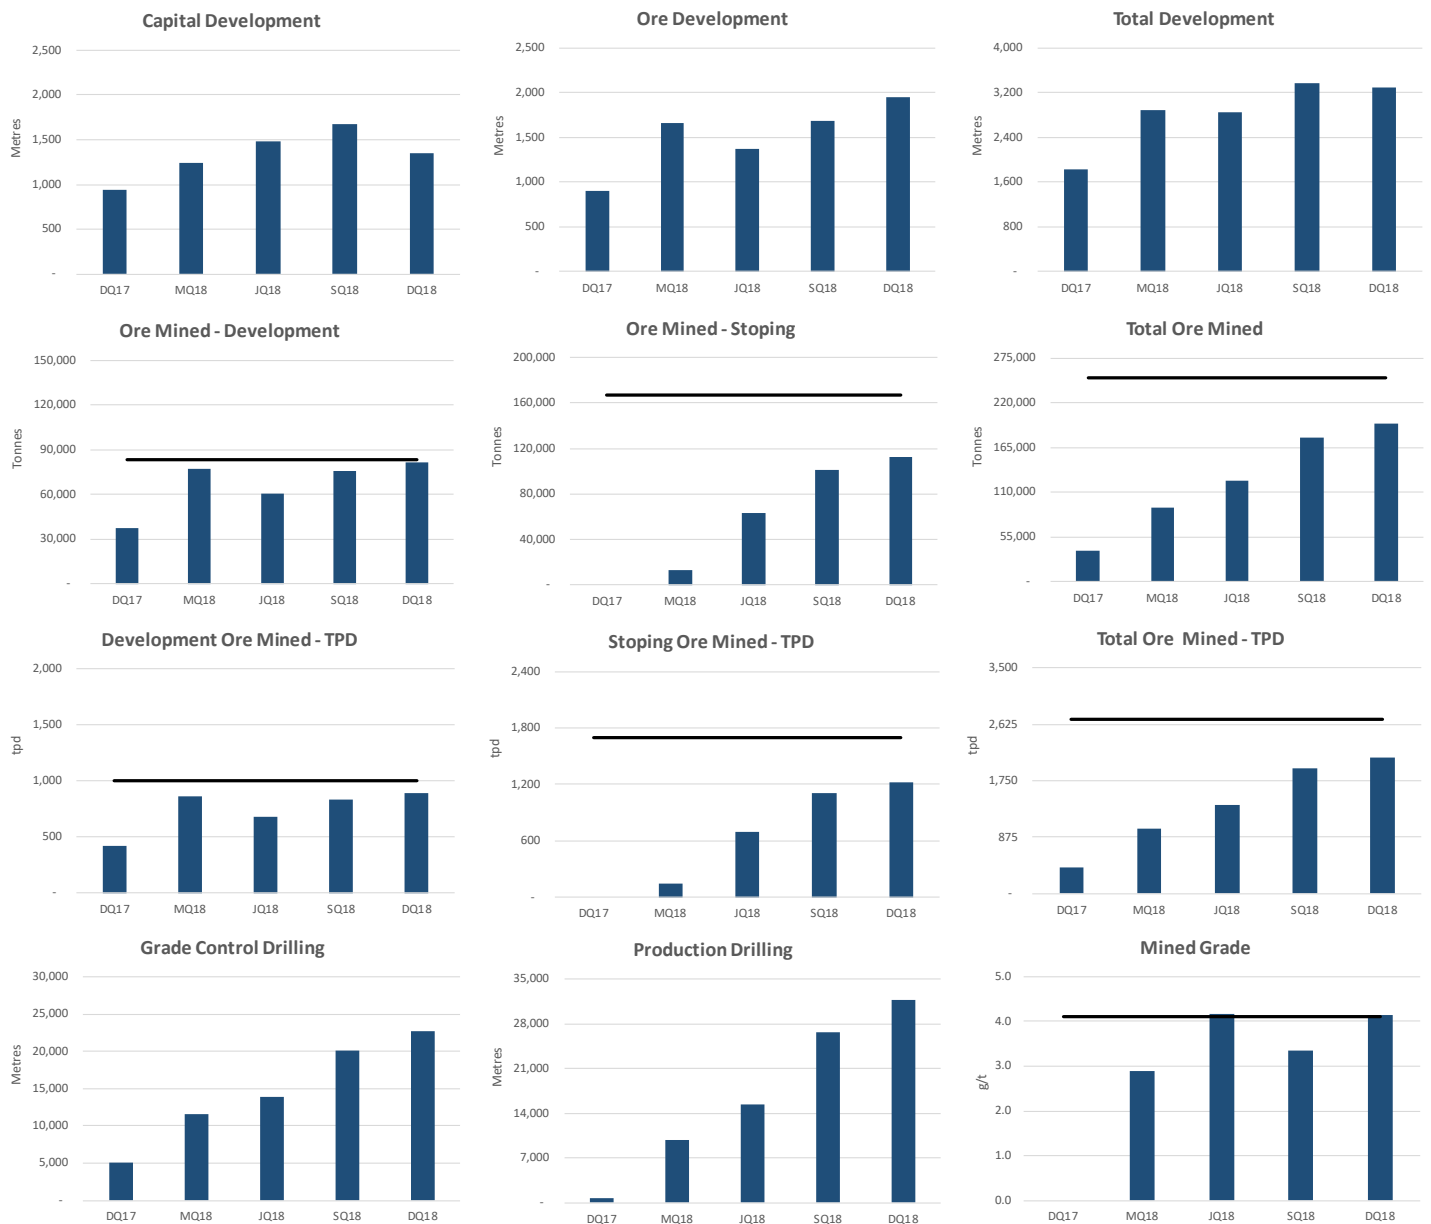 Capital Development
2,500
2,000
1,500
1,000
500
-
Metres
DQ17 MQ18 JQ18 SQ18 DQ18
Ore Development
2,500
2,000
1,500
1,000
500
-
Metres
DQ17 MQ18 JQ18 SQ18 DQ18
Total Development
4,000
3,200
2,400
1,600
800
-
Metres
DQ17 MQ18 JQ18 SQ18 DQ18
Ore Mined - Development
150,000
120,000
90,000
60,000
30,000
-
Tonnes
DQ17 MQ18 JQ18 SQ18 DQ18
Ore Mined - Stoping
200,000
160,000
120,000
80,000
40,000
-
Tonnes
DQ17 MQ18 JQ18 SQ18 DQ18
Total Ore Mined
275,000
220,000
165,000
110,000
55,000
-
Tonnes
DQ17 MQ18 JQ18 SQ18 DQ18
Development Ore Mined - TPD
2,000
1,500
1,000
500
-
tpd
DQ17 MQ18 JQ18 SQ18 DQ18
Stoping Ore Mined - TPD
2,400
1,800
1,200
600
-
tpd
DQ17 MQ18 JQ18 SQ18 DQ18
Total Ore Mined - TPD
3,500
2,625
1,750
875
-
tpd
DQ17 MQ18 JQ18 SQ18 DQ18
Grade Control Drilling
30,000
25,000
20,000
15,000
10,000
5,000
-
Metres
DQ17 MQ18 JQ18 SQ18 DQ18
Production Drilling
35,000
28,000
21,000
14,000
7,000
-
Metres
DQ17 MQ18 JQ18 SQ18 DQ18
Mined Grade
5.0
4.0
3.0
2.0
1.0
0.0
g/t
DQ17 MQ18 JQ18 SQ18 DQ18